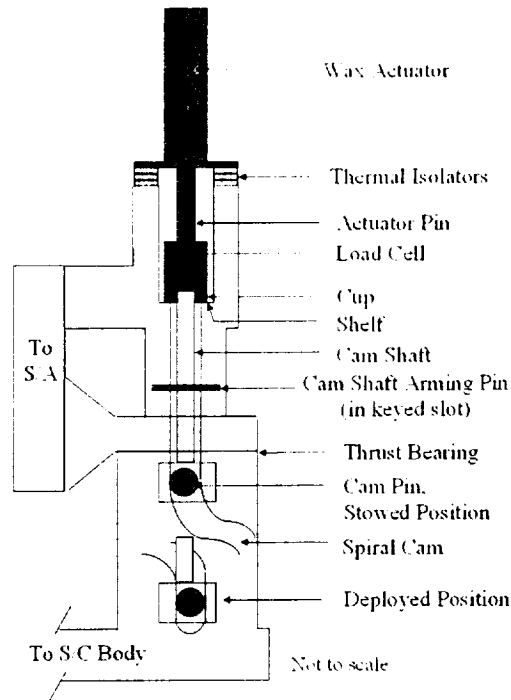 Wax Actuator
Thermal Isolators
Actuator Pin
Load Cell
Cup
Shelf
To
S/A
Cam Shaft
Cam Shaft Arming Pin
(in keyed slot)
Thrust Bearing
Cam Pin,
Stowed Position
Spiral Cam
Deployed Position
To S/C Body
Not to scale